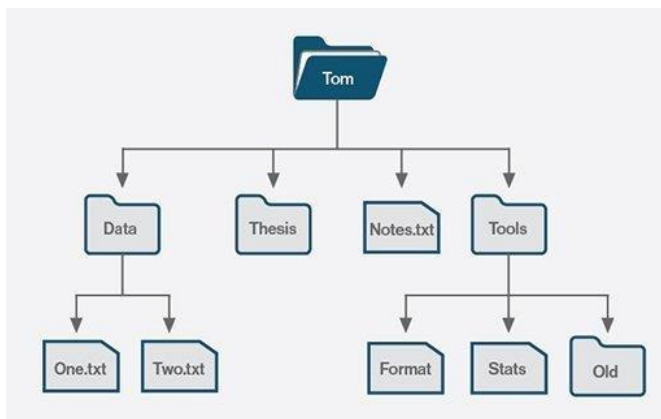 Tom
Data
Thesis
Notes.txt
Tools
One.txt
Two.txt
Format
Stats
Old